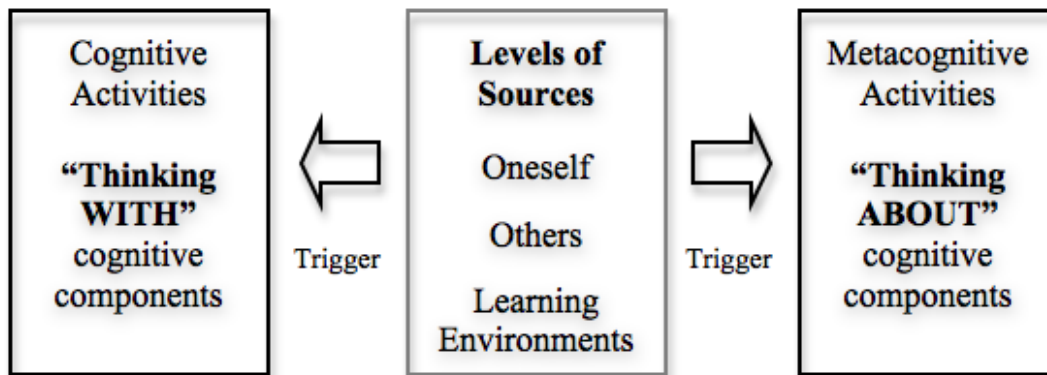 Cognitive
Activities
“Thinking
WITH”
cognitive
components
Trigger
Levels of
Sources
Oneself
Others
Learning
Environments
Trigger
Metacognitive
Activities
“Thinking
ABOUT”
cognitive
components